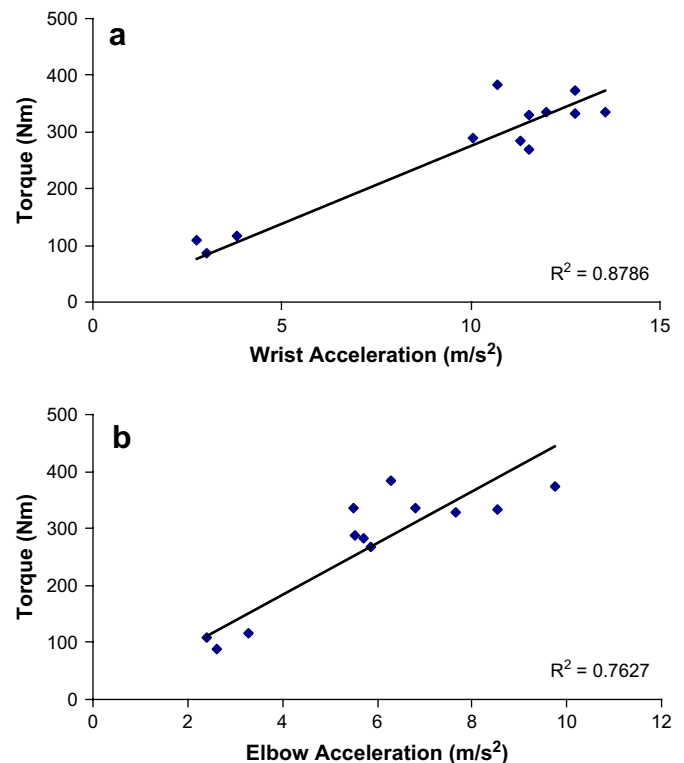 a
500
400
300
200
100
0
Torque (Nm)
0 5 10 15
R² = 0.8786
Wrist Acceleration (m/s²)
b
500
400
300
200
100
0
Torque (Nm)
0 2 4 6 8 10 12
R² = 0.7627
Elbow Acceleration (m/s²)